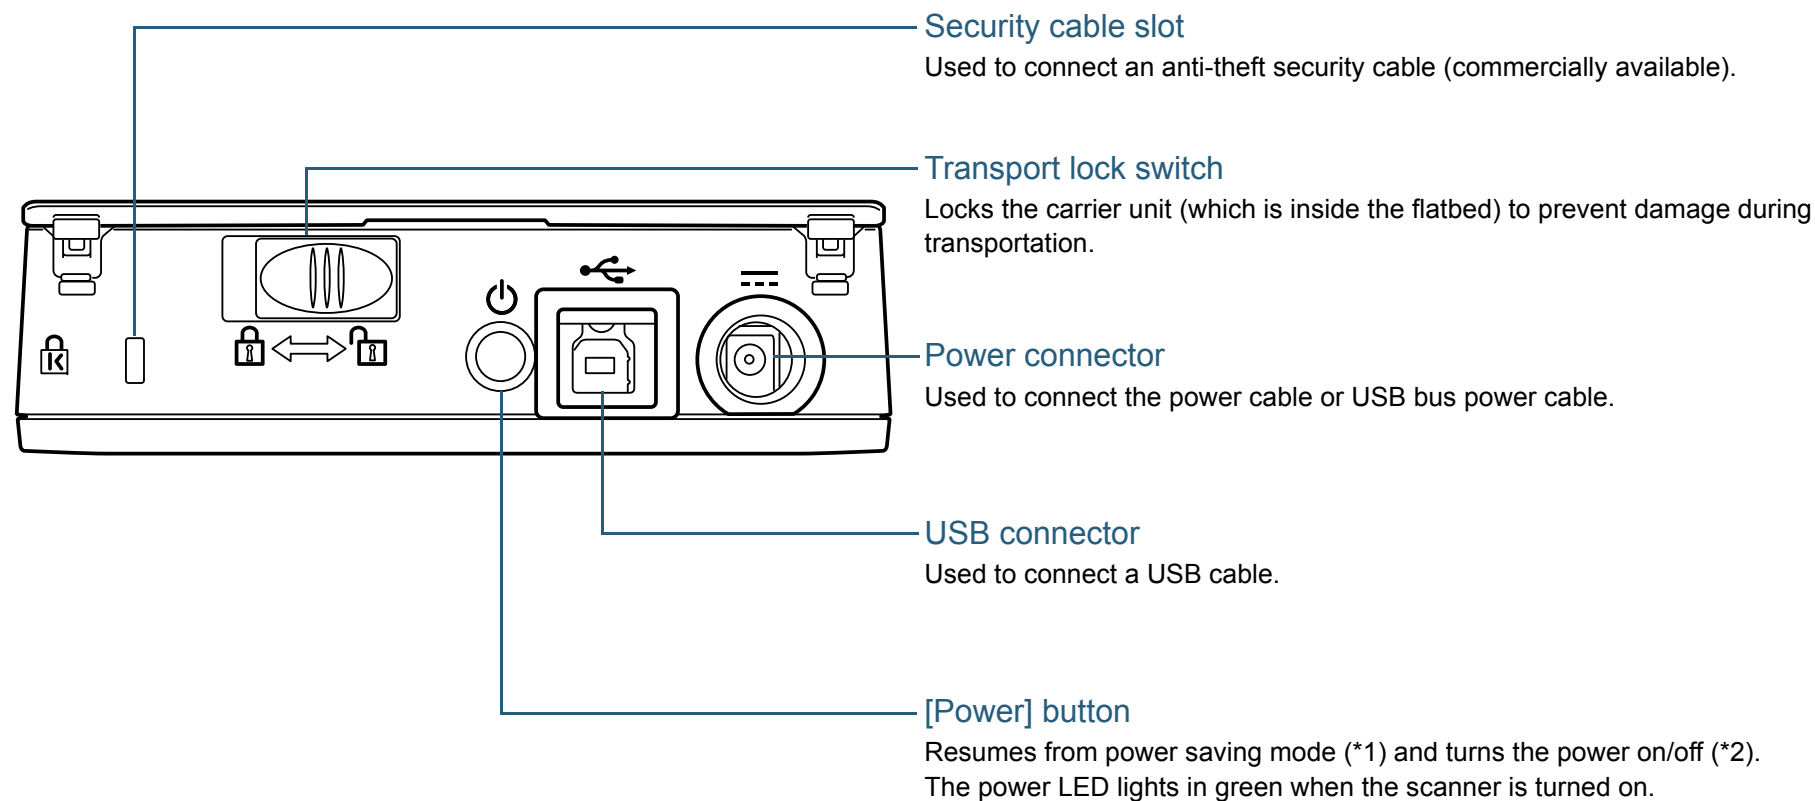 Security cable slot
Used to connect an anti-theft security cable (commercially available).
Transport lock switch
Locks the carrier unit (which is inside the flatbed) to prevent damage during
transportation.
Power connector
Used to connect the power cable or USB bus power cable.
USB connector
Used to connect a USB cable.
[Power] button
Resumes from power saving mode (*1) and turns the power on/off (*2).
The power LED lights in green when the scanner is turned on.